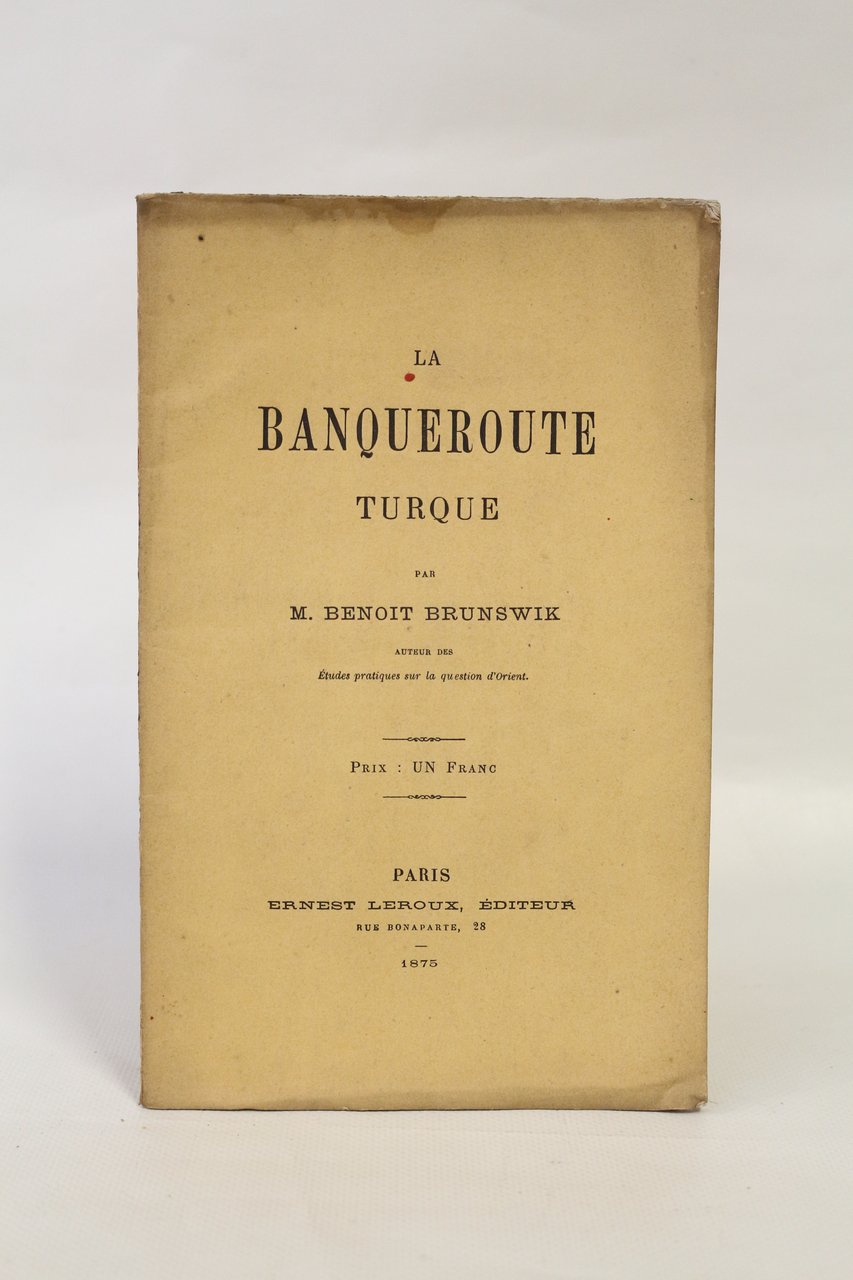 LA
BANQUEROUTE
TURQUE
PAR
M. BENOIT BRUNSWIK
AUTEUR DES
Études pratiques sur la question d'Orient.
PRIX : UN FRANC
PARIS
ERNEST LEROUX, ÉDITEUR
RUE BONAPARTE, 28
—
1875